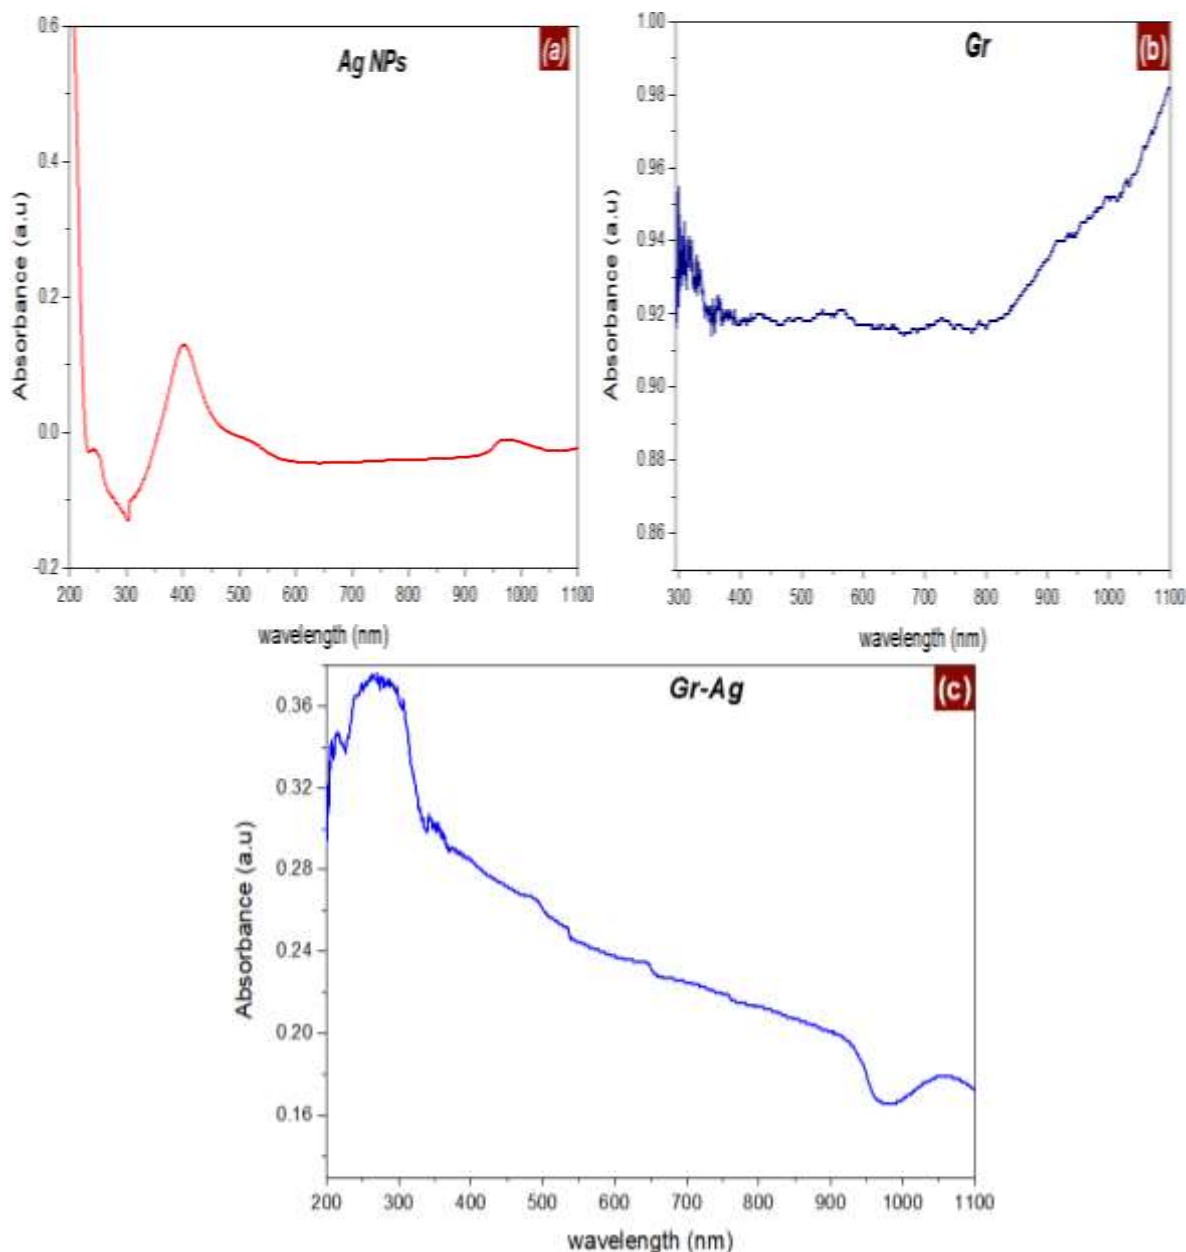 Ag NPs
(a)
Absorbance (a.u)
0.6
0.4
0.2
0.0
-0.2
200 300 400 500 600 700 800 900 1000 1100
wavelength (nm)
Gr
(b)
Absorbance (a.u)
1.00
0.98
0.96
0.94
0.92
0.90
0.88
0.86
300 400 500 600 700 800 900 1000 1100
wavelength (nm)
Gr-Ag
(c)
Absorbance (a.u)
0.36
0.32
0.28
0.24
0.20
0.16
200 300 400 500 600 700 800 900 1000 1100
wavelength (nm)